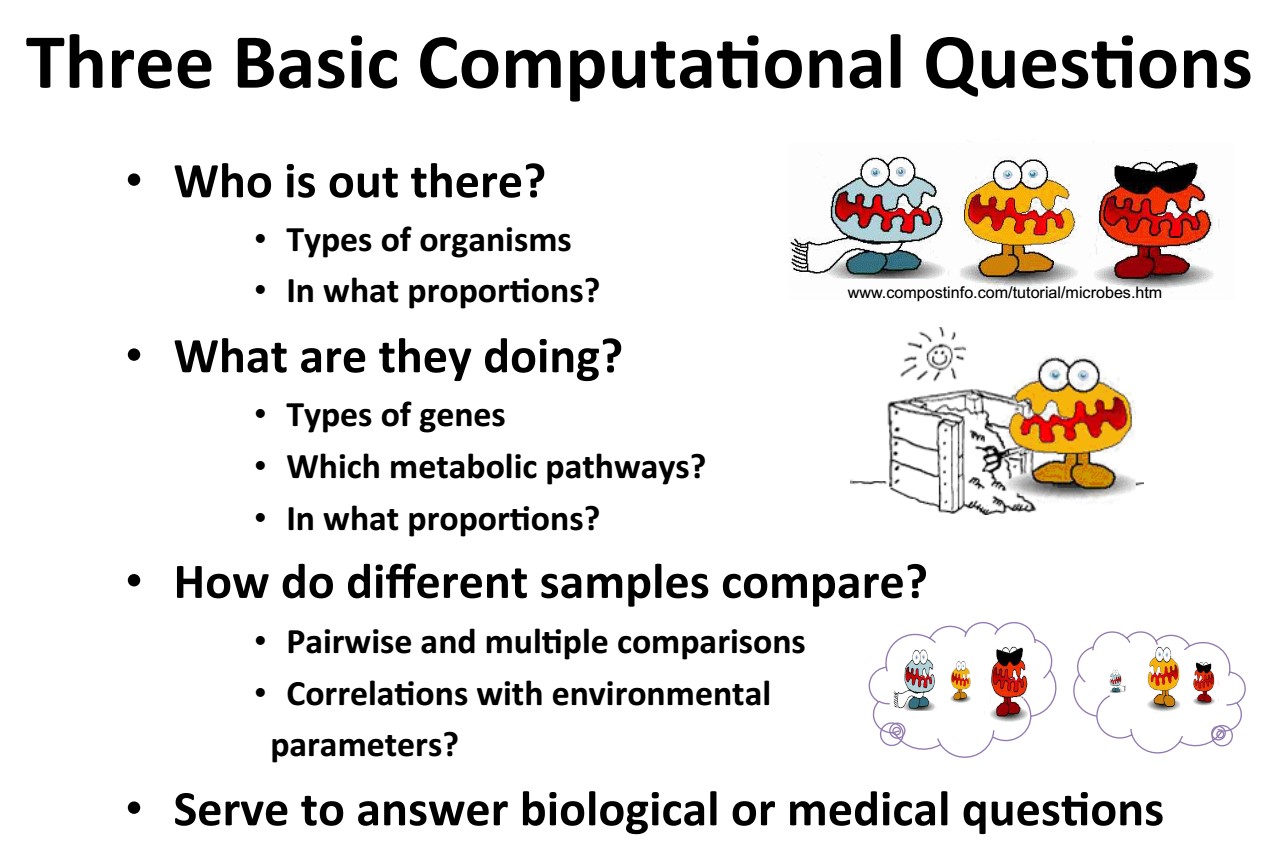 Three Basic Computational Questions
• Who is out there?
• Types of organisms
• In what proportions?
www.compostinfo.com/tutorial/microbes.htm
• What are they doing?
• Types of genes
• Which metabolic pathways?
• In what proportions?
• How do different samples compare?
• Pairwise and multiple comparisons
• Correlations with environmental
parameters?
• Serve to answer biological or medical questions